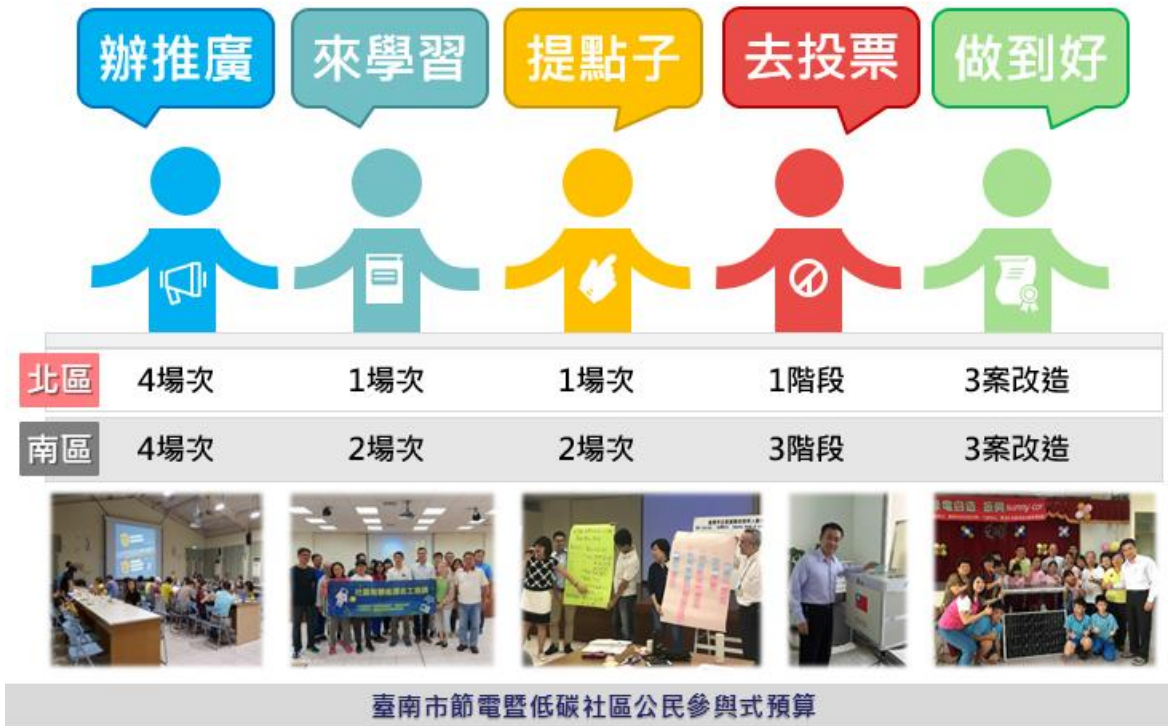 辦推廣
來學習
提點子
去投票
做到好
北區 4場次 1場次 1場次 1階段 3案改造
南區 4場次 2場次 2場次 3階段 3案改造
臺南市節電暨低碳社區公民參與式預算